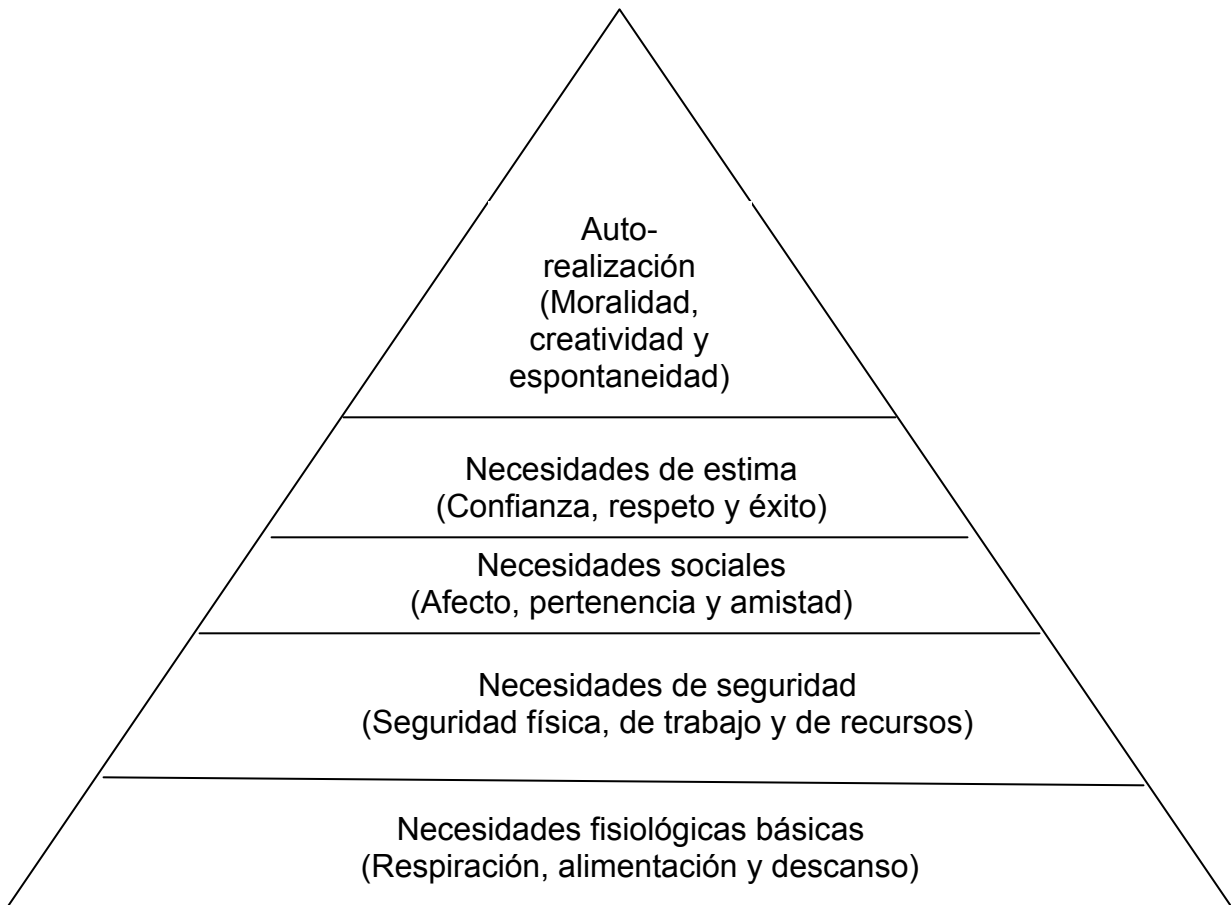 Auto-
realización
(Moralidad,
creatividad y
espontaneidad)
Necesidades de estima
(Confianza, respeto y éxito)
Necesidades sociales
(Afecto, pertenencia y amistad)
Necesidades de seguridad
(Seguridad física, de trabajo y de recursos)
Necesidades fisiológicas básicas
(Respiración, alimentación y descanso)